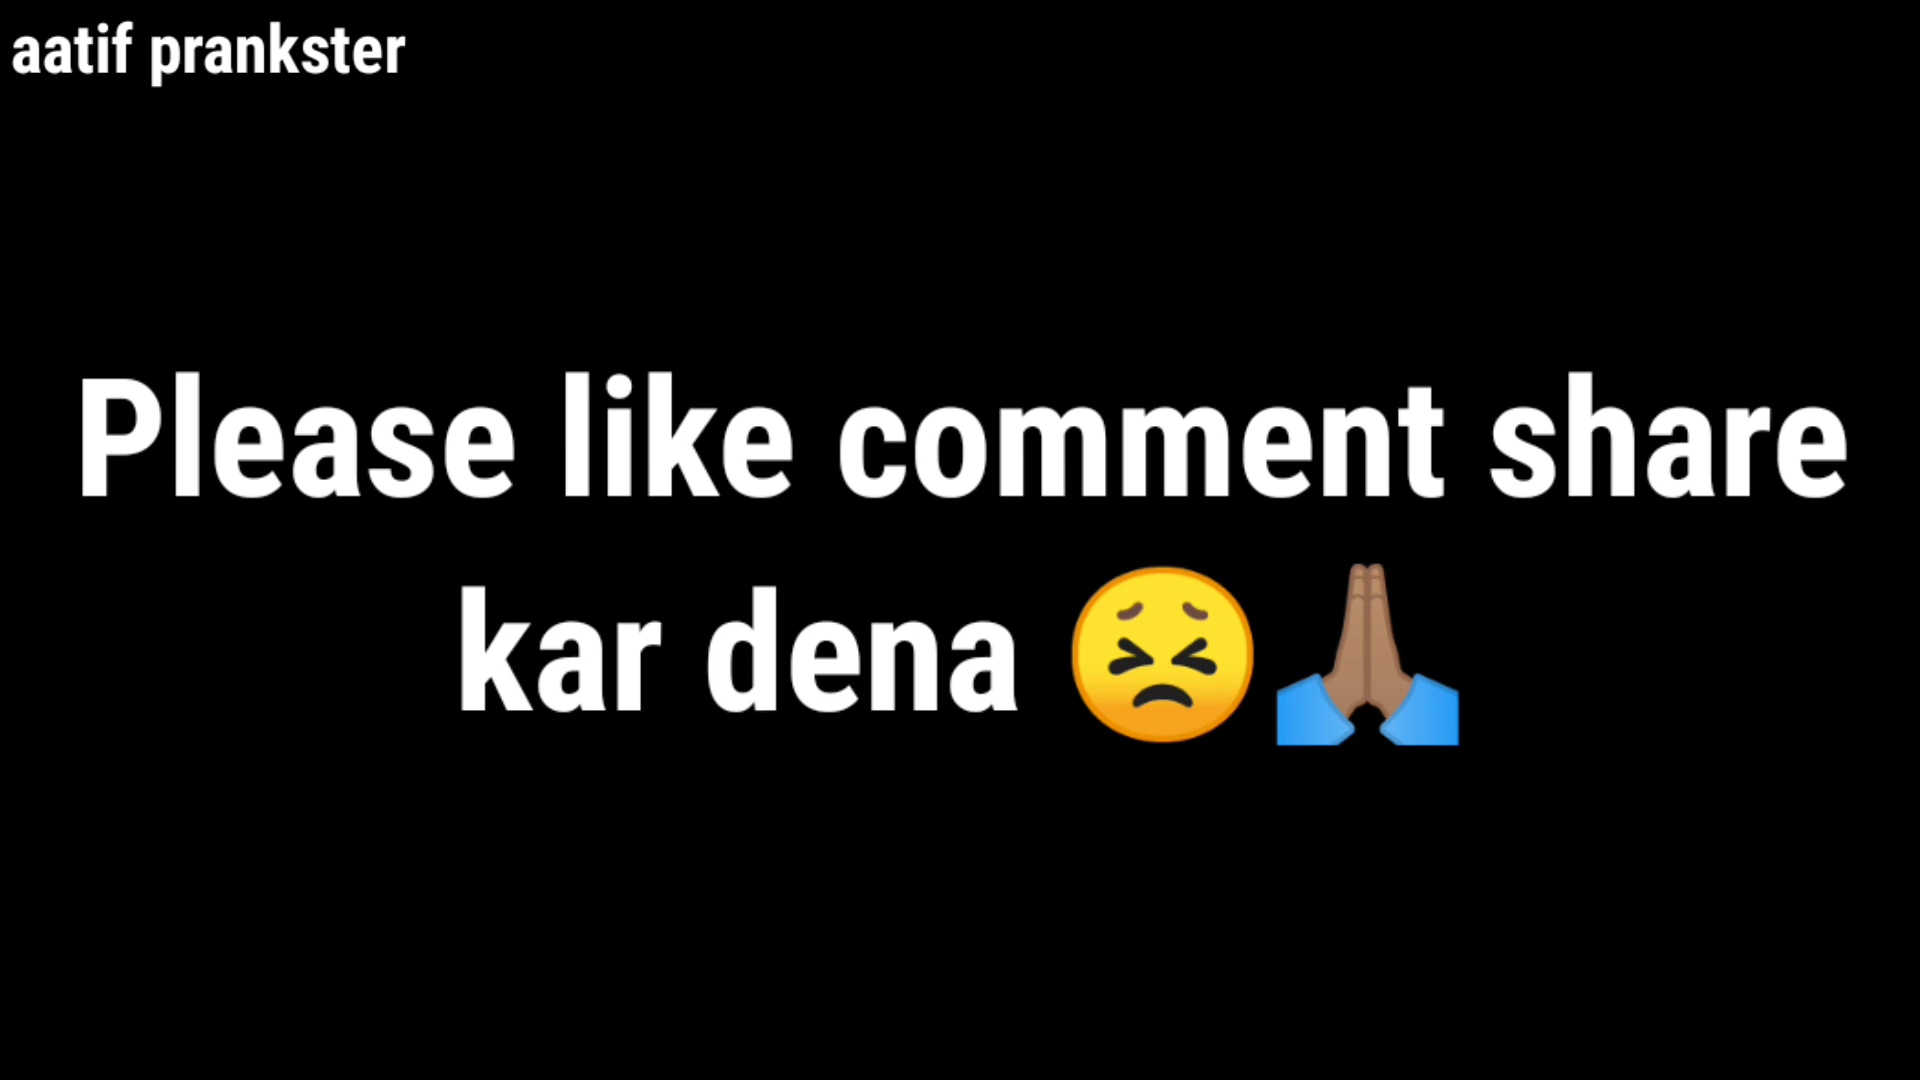 aatif prankster
Please like comment share
kar dena 😣🙏🏽